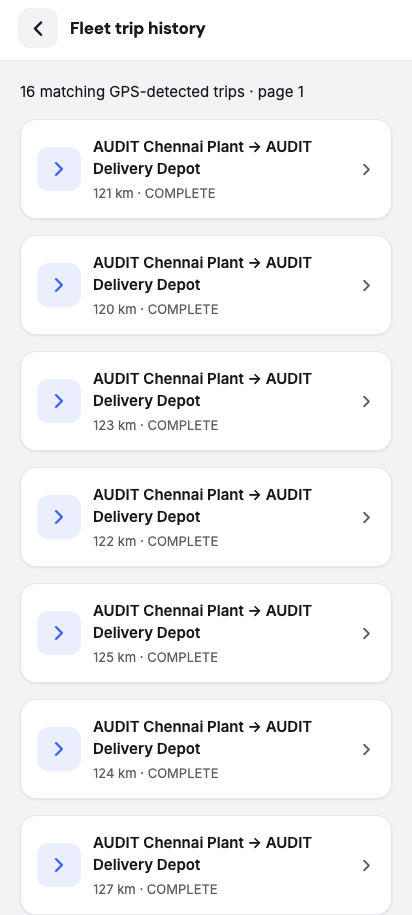 Fleet trip history
16 matching GPS-detected trips · page 1
AUDIT Chennai Plant → AUDIT
Delivery Depot
121 km · COMPLETE
AUDIT Chennai Plant → AUDIT
Delivery Depot
120 km · COMPLETE
AUDIT Chennai Plant → AUDIT
Delivery Depot
123 km · COMPLETE
AUDIT Chennai Plant → AUDIT
Delivery Depot
122 km · COMPLETE
AUDIT Chennai Plant → AUDIT
Delivery Depot
125 km · COMPLETE
AUDIT Chennai Plant → AUDIT
Delivery Depot
124 km · COMPLETE
AUDIT Chennai Plant → AUDIT
Delivery Depot
127 km · COMPLETE